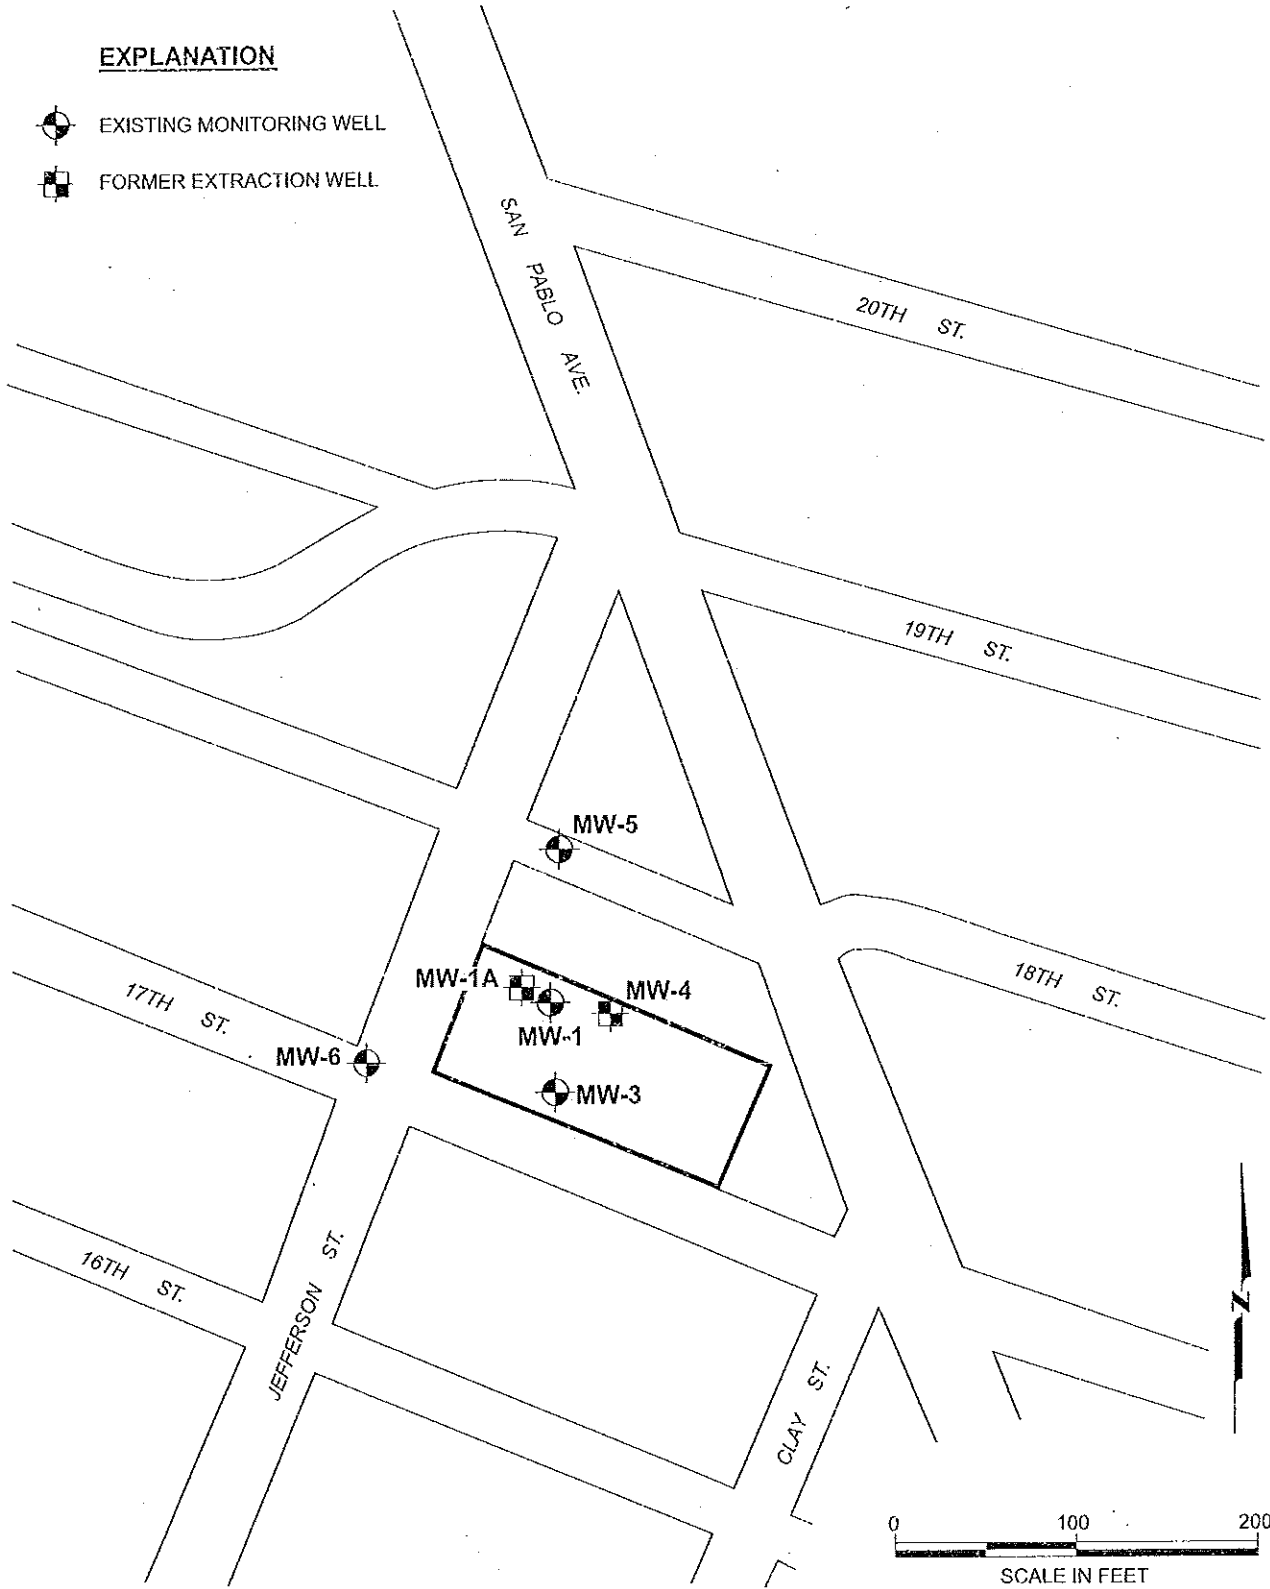 EXPLANATION
EXISTING MONITORING WELL
FORMER EXTRACTION WELL
SAN PABLO AVE.
20TH ST.
19TH ST.
MW-5
MW-1A
MW-4
18TH ST.
17TH ST.
MW-1
MW-6
MW-3
16TH ST.
JEFFERSON ST.
N
CLAY ST.
0 100 200
SCALE IN FEET